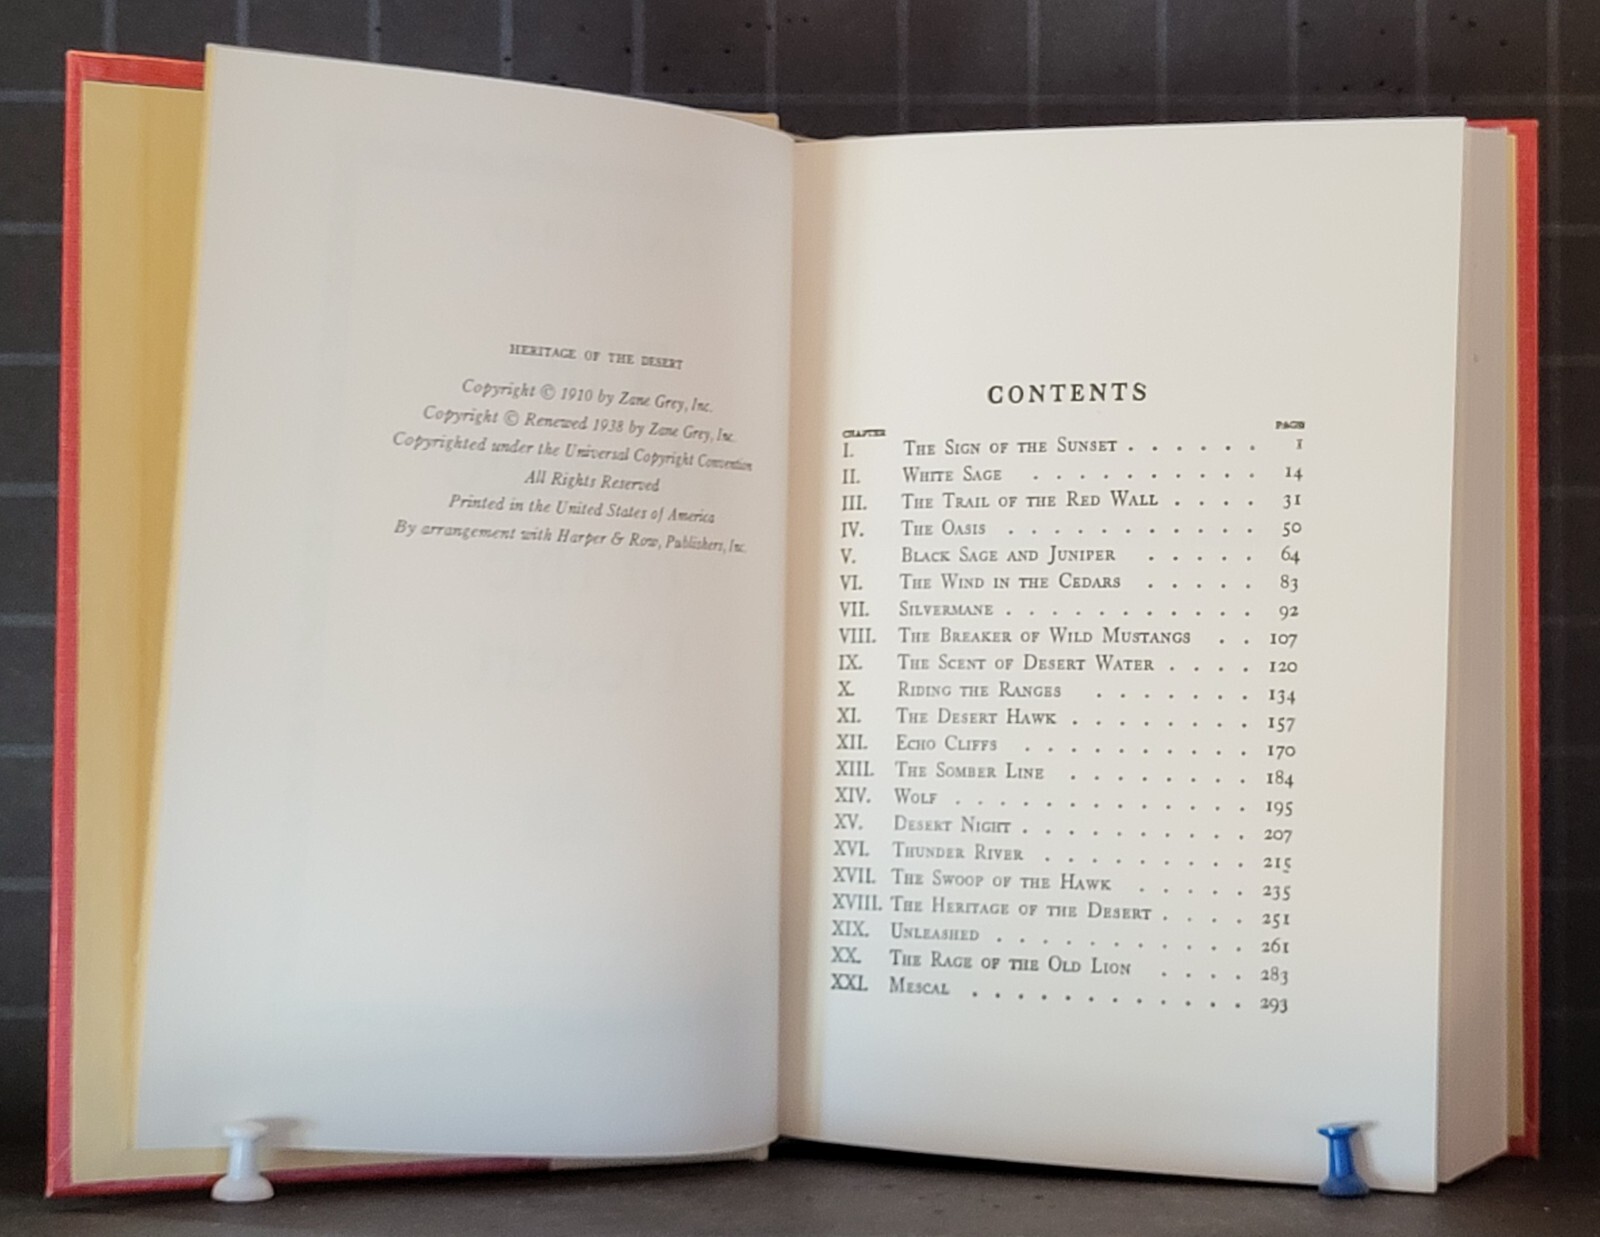 HERITAGE OF THE DESERT
Copyright © 1910 by Zane Grey, Inc.
Copyright © Renewed 1938 by Zane Grey, Inc.
Copyrighted under the Universal Copyright Convention
All Rights Reserved
Printed in the United States of America
By arrangement with Harper & Row, Publishers, Inc.
CONTENTS
CHAPTER PAGE
I. THE SIGN OF THE SUNSET . . . . . . 1
II. WHITE SAGE . . . . . . . . . . 14
III. THE TRAIL OF THE RED WALL . . . . 31
IV. THE OASIS . . . . . . . . . . . 50
V. BLACK SAGE AND JUNIPER . . . . . 64
VI. THE WIND IN THE CEDARS . . . . . 83
VII. SILVERMANE . . . . . . . . . . . 92
VIII. THE BREAKER OF WILD MUSTANGS . . 107
IX. THE SCENT OF DESERT WATER . . . . 120
X. RIDING THE RANGES . . . . . . . 134
XI. THE DESERT HAWK . . . . . . . . 157
XII. ECHO CLIFFS . . . . . . . . . . 170
XIII. THE SOMBER LINE . . . . . . . . 184
XIV. WOLF . . . . . . . . . . . . . 195
XV. DESERT NIGHT . . . . . . . . . . 207
XVI. THUNDER RIVER . . . . . . . . . 215
XVII. THE SWOOP OF THE HAWK . . . . . 235
XVIII. THE HERITAGE OF THE DESERT . . . . 251
XIX. UNLEASHED . . . . . . . . . . . 261
XX. THE RAGE OF THE OLD LION . . . . 283
XXI. MESCAL . . . . . . . . . . . . 293